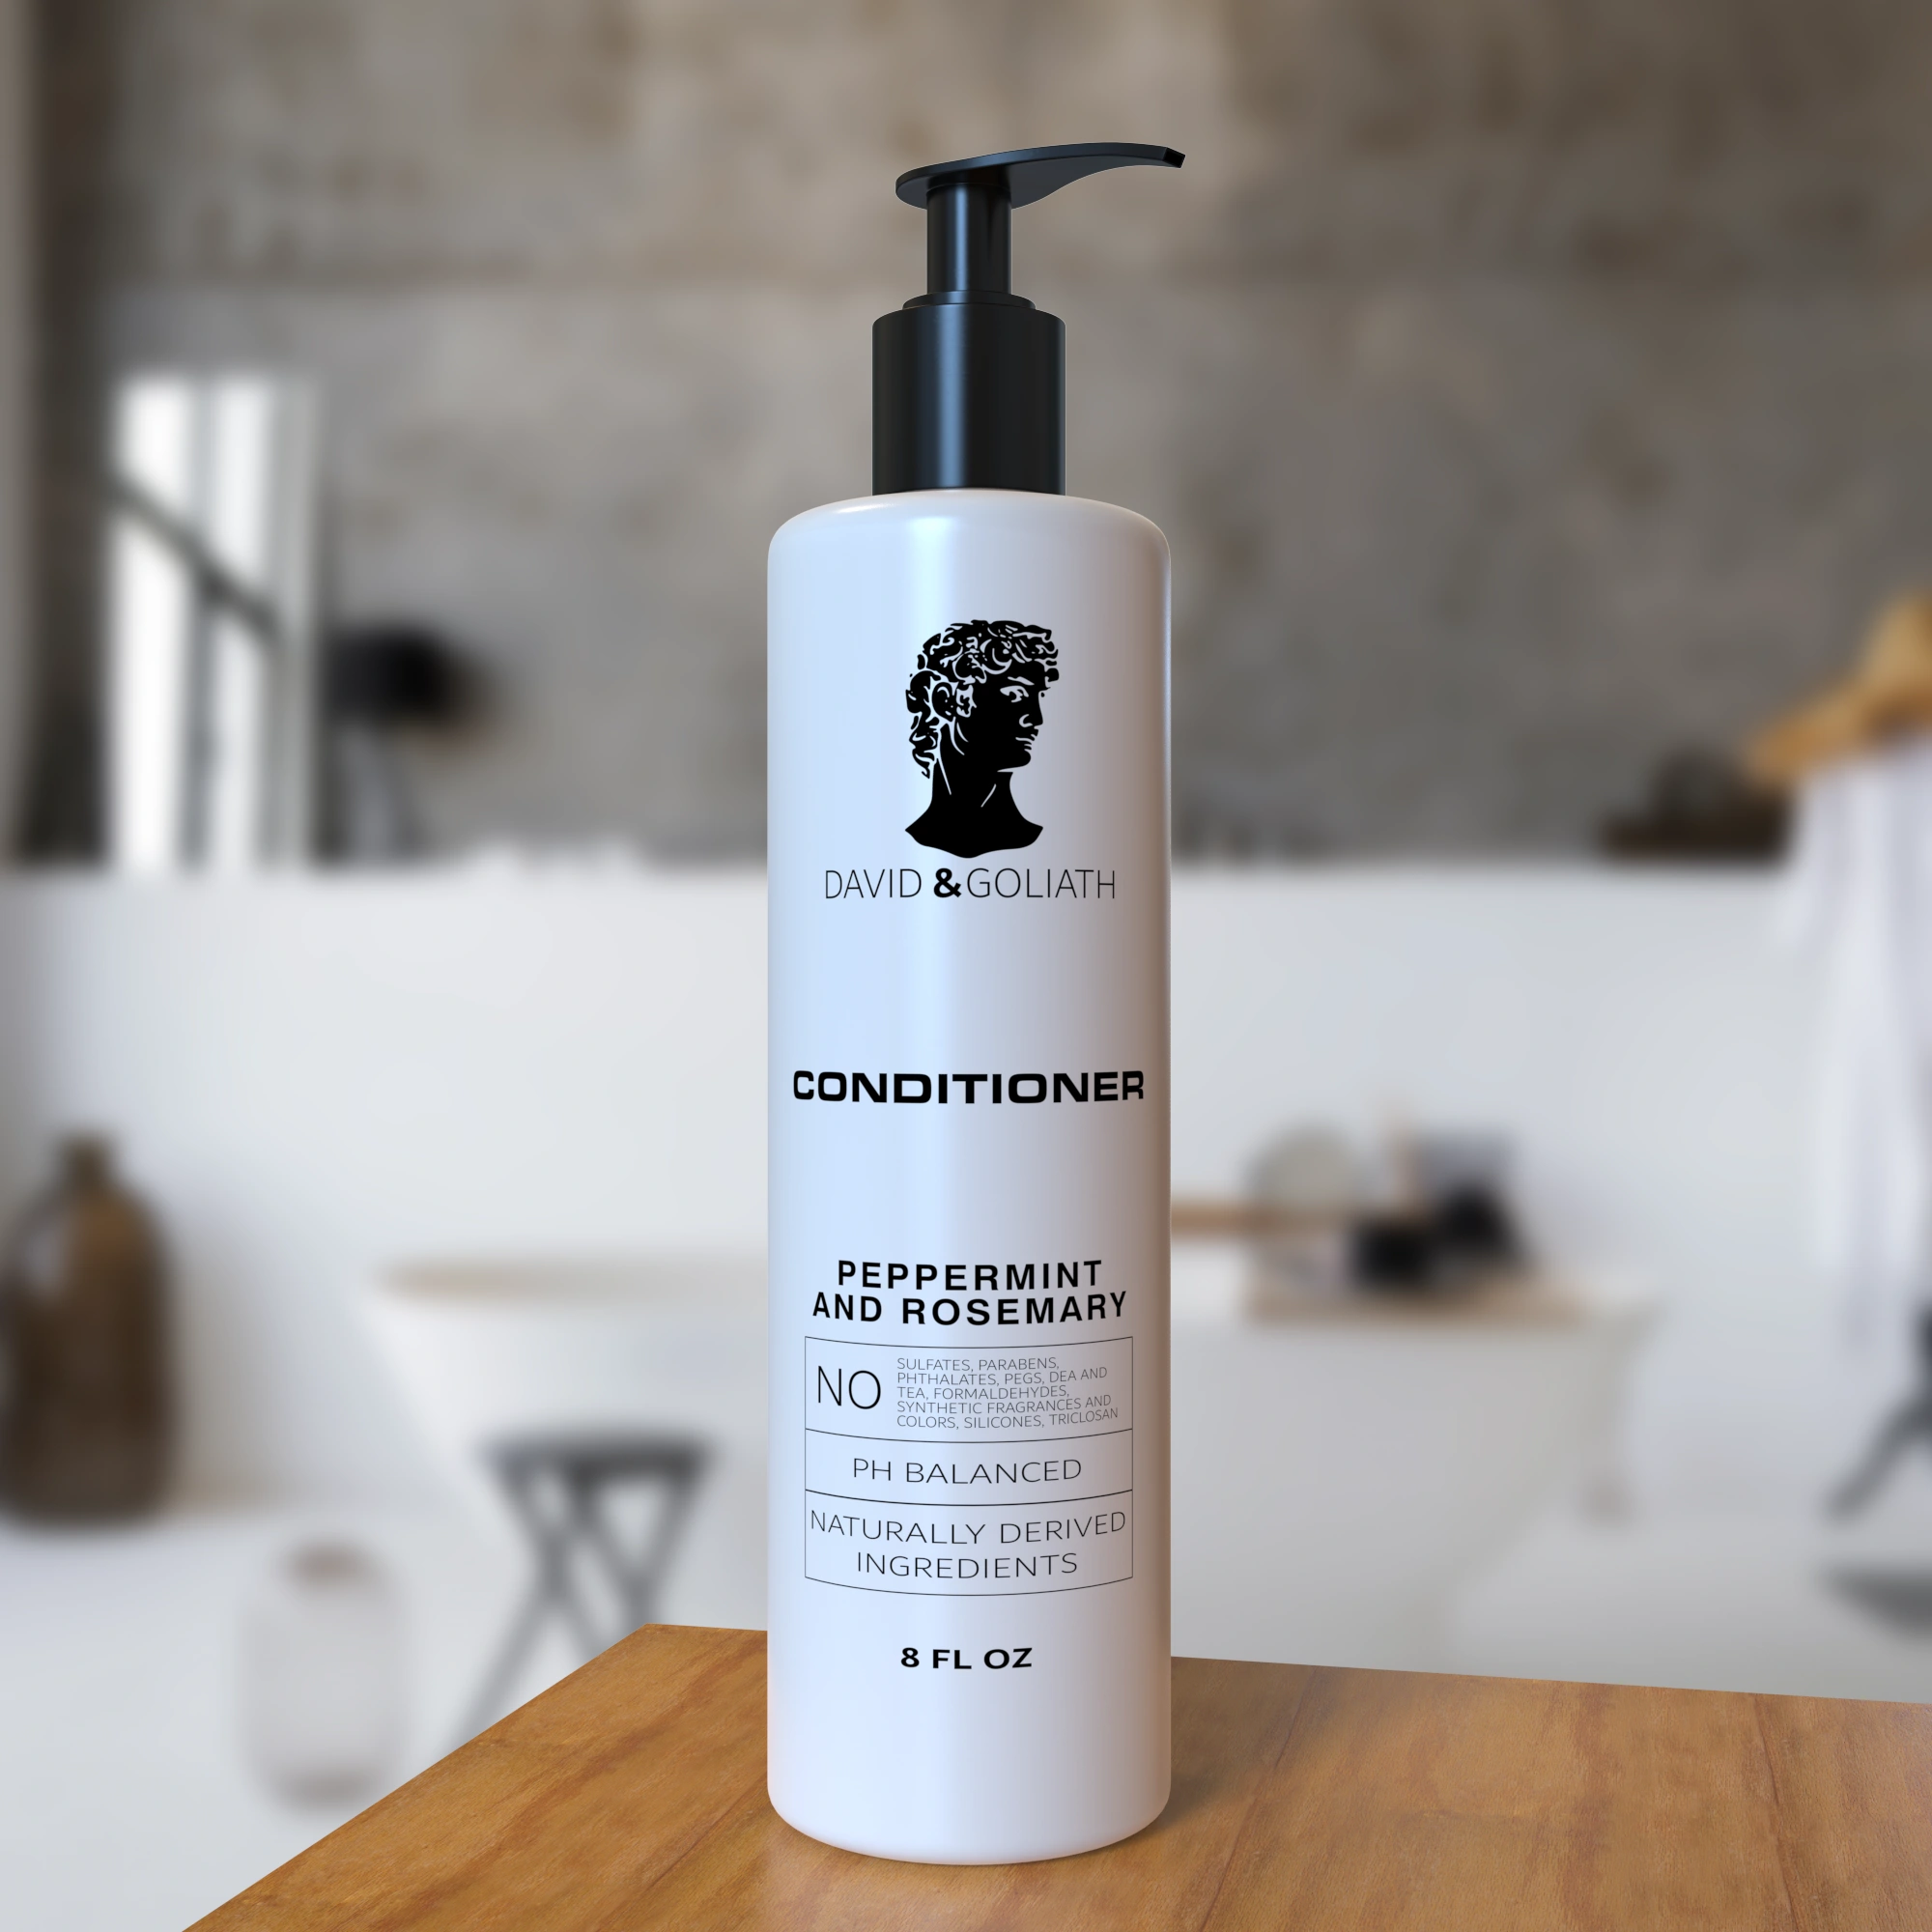 DAVID &GOLIATH
CONDITIONER
PEPPERMINT
AND ROSEMARY
NO
SULFATES, PARABENS,
PHTHALATES, PEGS, DEA AND
TEA, FORMALDEHYDES,
SYNTHETIC FRAGRANCES AND
COLORS, SILICONES, TRICLOSAN
PH BALANCED
NATURALLY DERIVED
INGREDIENTS
8 FL OZ